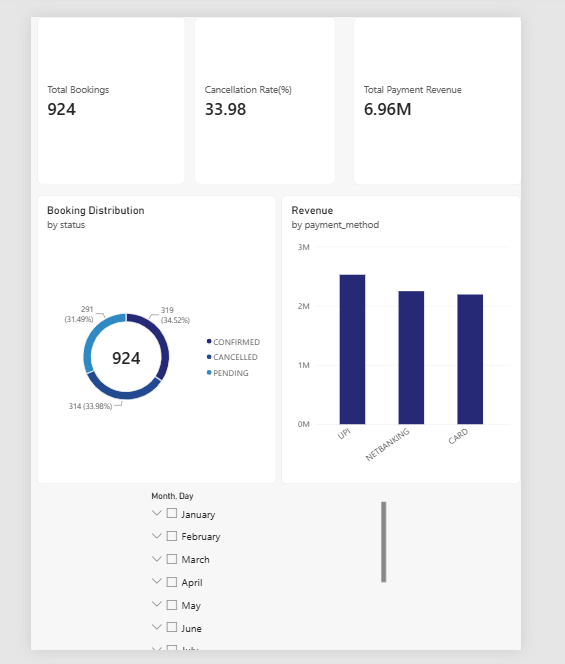 Total Bookings
924
Cancellation Rate(%)
33.98
Total Payment Revenue
6.96M
Booking Distribution
by status
291
(31.49%)
319
(34.52%)
924
314 (33.98%)
CONFIRMED
CANCELLED
PENDING
Revenue
by payment_method
3M
2M
1M
0M
UPI
NETBANKING
CARD
Month, Day
January
February
March
April
May
June